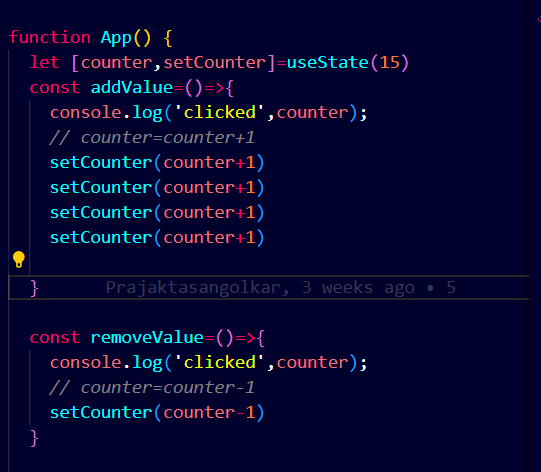 function App() {
let [counter,setCounter]=useState(15)
const addValue=()=>{
console.log('clicked',counter);
// counter=counter+1
setCounter(counter+1)
setCounter(counter+1)
setCounter(counter+1)
setCounter(counter+1)
} Prajaktasangolkar, 3 weeks ago • 5
const removeValue=()=>{
console.log('clicked',counter);
// counter=counter-1
setCounter(counter-1)
}